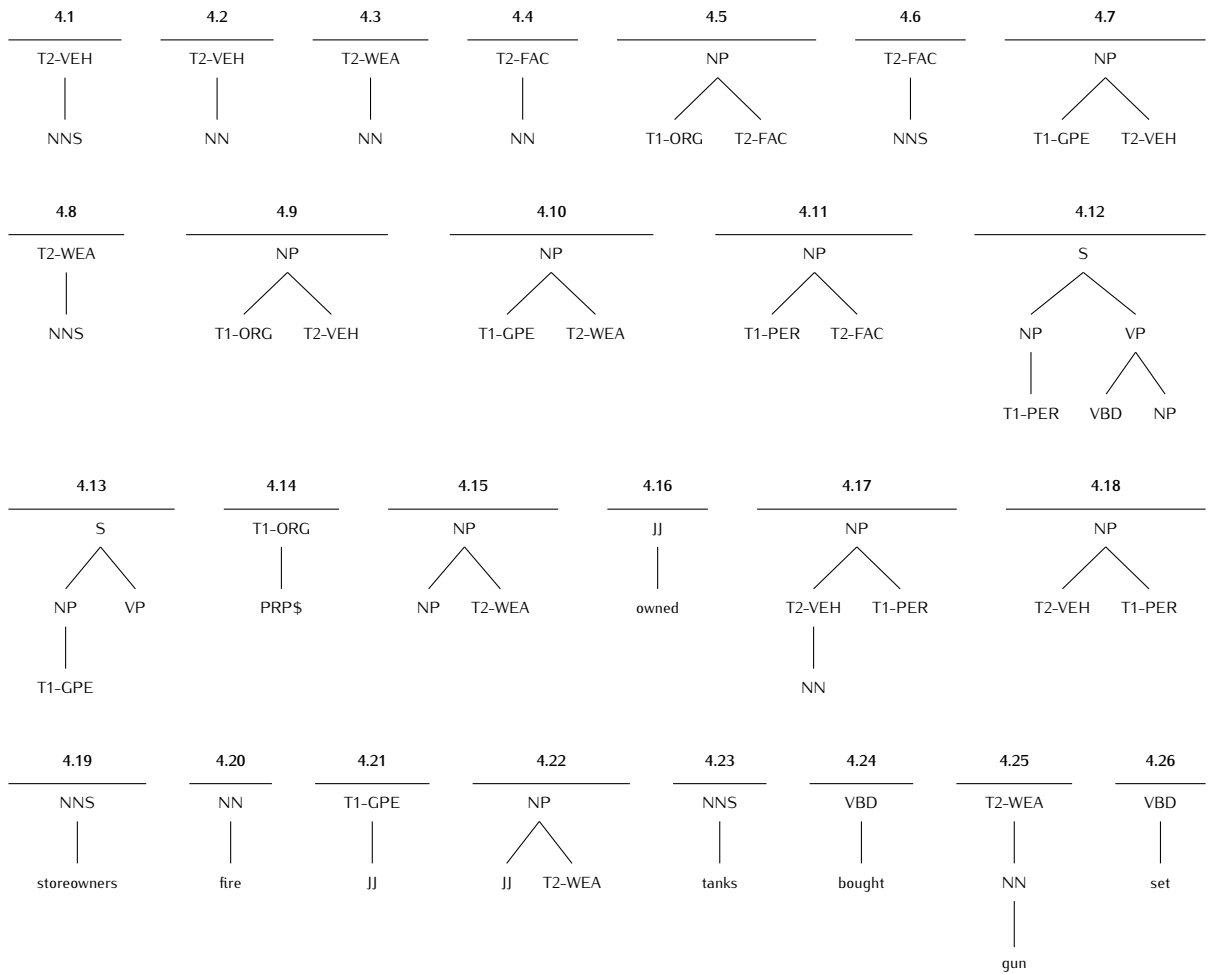 4.1 4.2 4.3 4.4 4.5 4.6 4.7
T2-VEH T2-VEH T2-WEA T2-FAC NP T2-FAC NP
NNS NN NN NN T1-ORG T2-FAC NNS T1-GPE T2-VEH
4.8 4.9 4.10 4.11 4.12
T2-WEA NP NP NP S
NNS T1-ORG T2-VEH T1-GPE T2-WEA T1-PER T2-FAC NP VP
T1-PER VBD NP
4.13 4.14 4.15 4.16 4.17 4.18
S T1-ORG NP JJ NP NP
NP VP PRP$ NP T2-WEA owned T2-VEH T1-PER T2-VEH T1-PER
T1-GPE NN
4.19 4.20 4.21 4.22 4.23 4.24 4.25 4.26
NNS NN T1-GPE NP NNS VBD T2-WEA VBD
storeowners fire JJ JJ T2-WEA tanks bought NN set
gun